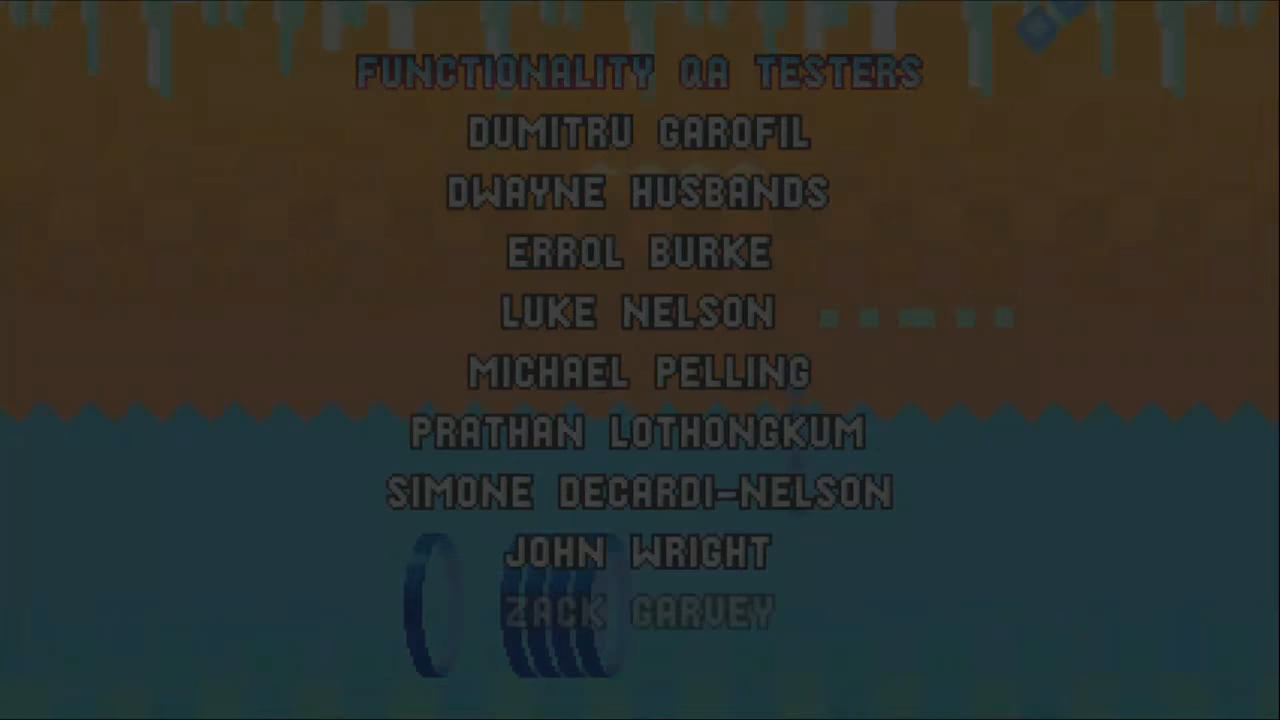 FUNCTIONALITY QA TESTERS
DUMITRU GAROFIL
DWAYNE HUSBANDS
ERROL BURKE
LUKE NELSON
MICHAEL PELLING
PRATHAN LOTHONGKUM
SIMONE DECARDI-NELSON
JOHN WRIGHT
ZACK GARVEY